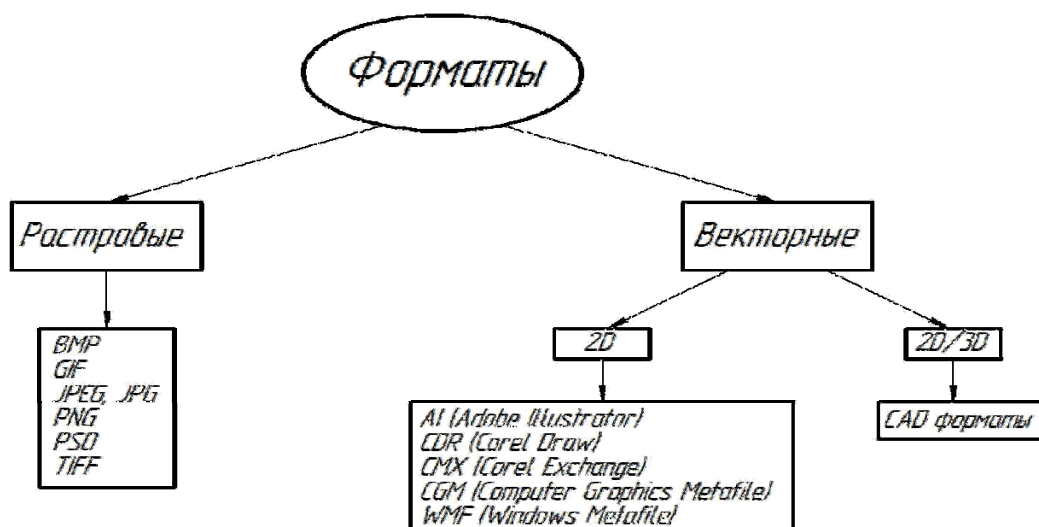 Форматы
Растровые
Векторные
BMP
GIF
JPEG, JPG
PNG
PSD
TIFF
2D
2D/3D
AI (Adobe Illustrator)
CDR (Corel Draw)
CMX (Corel Exchange)
CGM (Computer Graphics Metafile)
WMF (Windows Metafile)
CAD форматы